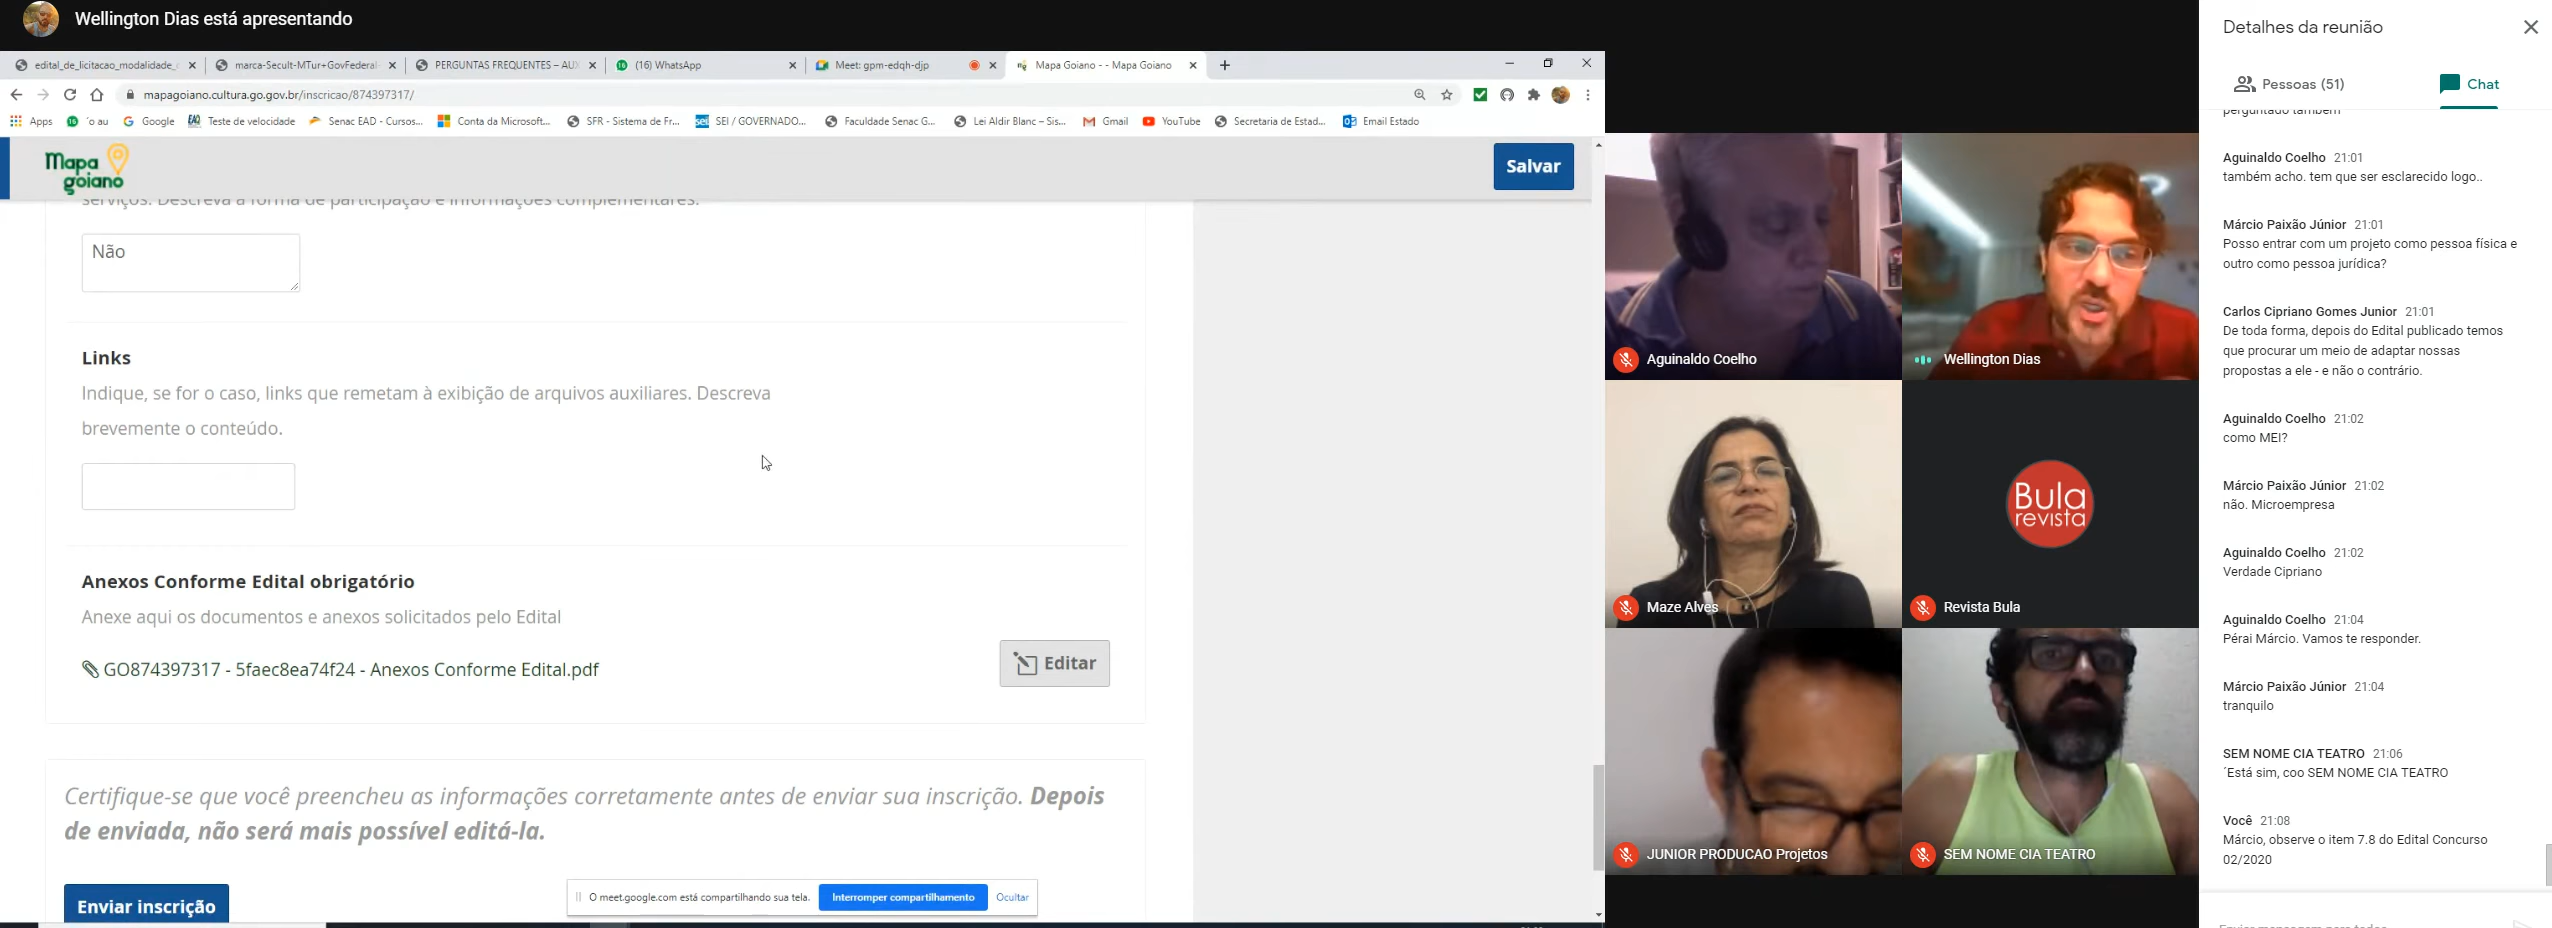 Wellington Dias está apresentando
edital_de_licitacao_modalidade_c
marca-Secult-MTur+GovFederal-
PERGUNTAS FREQUENTES – AUX
(16) WhatsApp
Meet: gpm-edqh-djp
Mapa Goiano - - Mapa Goiano
mapagoiano.cultura.go.gov.br/inscricao/874397317/
Apps
´o au
Google
Teste de velocidade
Senac EAD - Cursos...
Conta da Microsoft...
SFR - Sistema de Fr...
SEI / GOVERNADO...
Faculdade Senac G...
Lei Aldir Blanc – Sis...
Gmail
YouTube
Secretaria de Estad...
Email Estado
Mapa
goiano
Salvar
serviços. Descreva a forma de participação e informações complementares.
Não
Links
Indique, se for o caso, links que remetam à exibição de arquivos auxiliares. Descreva
brevemente o conteúdo.
Anexos Conforme Edital obrigatório
Anexe aqui os documentos e anexos solicitados pelo Edital
GO874397317 - 5faec8ea74f24 - Anexos Conforme Edital.pdf
Editar
Certifique-se que você preencheu as informações corretamente antes de enviar sua inscrição. Depois
de enviada, não será mais possível editá-la.
Enviar inscrição
O meet.google.com está compartilhando sua tela.
Interromper compartilhamento
Ocultar
Aguinaldo Coelho
Wellington Dias
Maze Alves
Bula
revista
Revista Bula
JUNIOR PRODUCAO Projetos
SEM NOME CIA TEATRO
Detalhes da reunião
Pessoas (51)
Chat
perguntado também
Aguinaldo Coelho 21:01
também acho. tem que ser esclarecido logo..
Márcio Paixão Júnior 21:01
Posso entrar com um projeto como pessoa física e
outro como pessoa jurídica?
Carlos Cipriano Gomes Junior 21:01
De toda forma, depois do Edital publicado temos
que procurar um meio de adaptar nossas
propostas a ele - e não o contrário.
Aguinaldo Coelho 21:02
como MEI?
Márcio Paixão Júnior 21:02
não. Microempresa
Aguinaldo Coelho 21:02
Verdade Cipriano
Aguinaldo Coelho 21:04
Pérai Márcio. Vamos te responder.
Márcio Paixão Júnior 21:04
tranquilo
SEM NOME CIA TEATRO 21:06
´Está sim, coo SEM NOME CIA TEATRO
Você 21:08
Márcio, observe o item 7.8 do Edital Concurso
02/2020